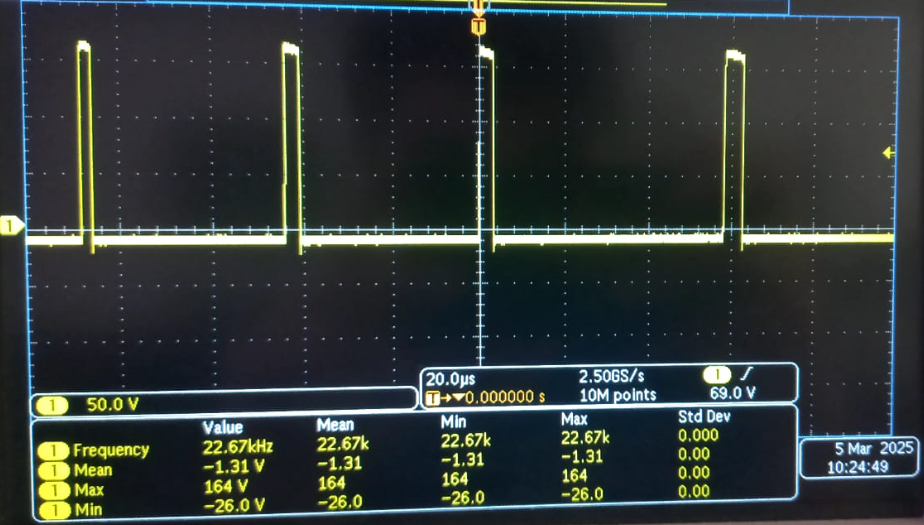 T
1
20.0µs 2.50GS/s 1
T→▼0.000000 s 10M points 69.0 V
1 50.0 V
Value Mean Min Max Std Dev
1 Frequency 22.67kHz 22.67k 22.67k 22.67k 0.000
1 Mean −1.31 V −1.31 −1.31 −1.31 0.00
1 Max 164 V 164 164 164 0.00
1 Min −26.0 V −26.0 −26.0 −26.0 0.00
5 Mar 2025
10:24:49